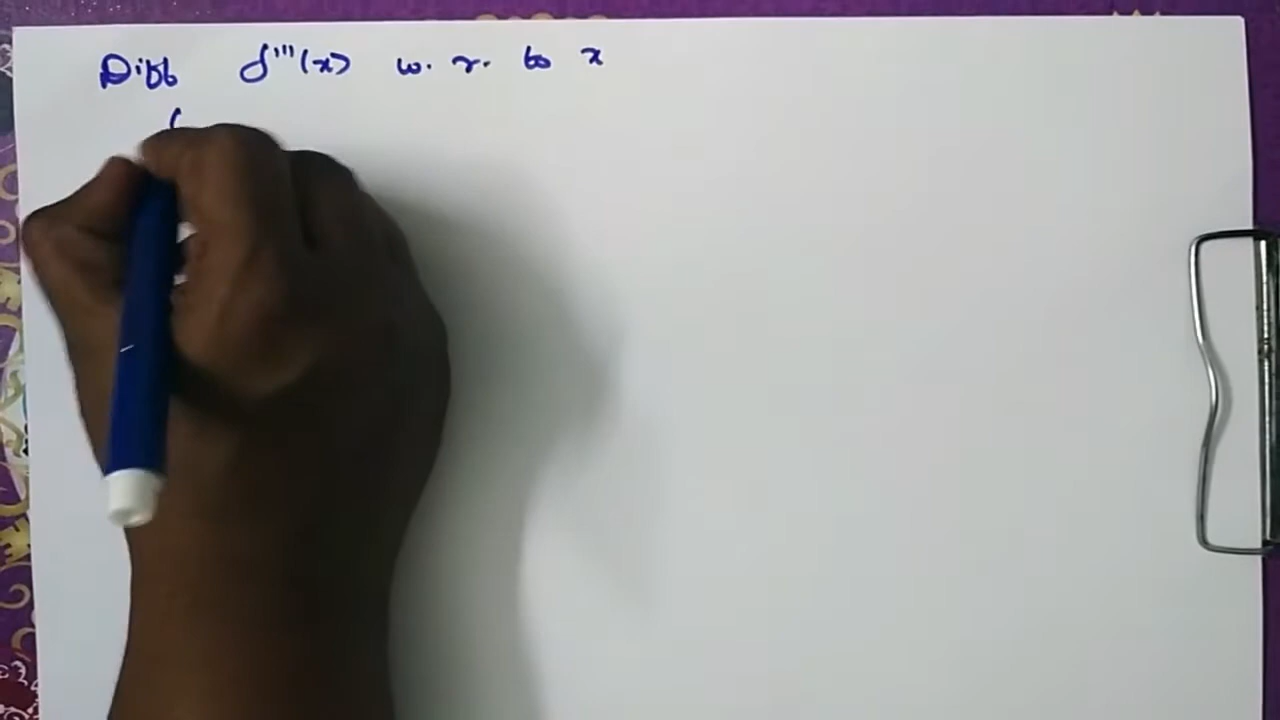 Diff f'''(x) w. r. to x